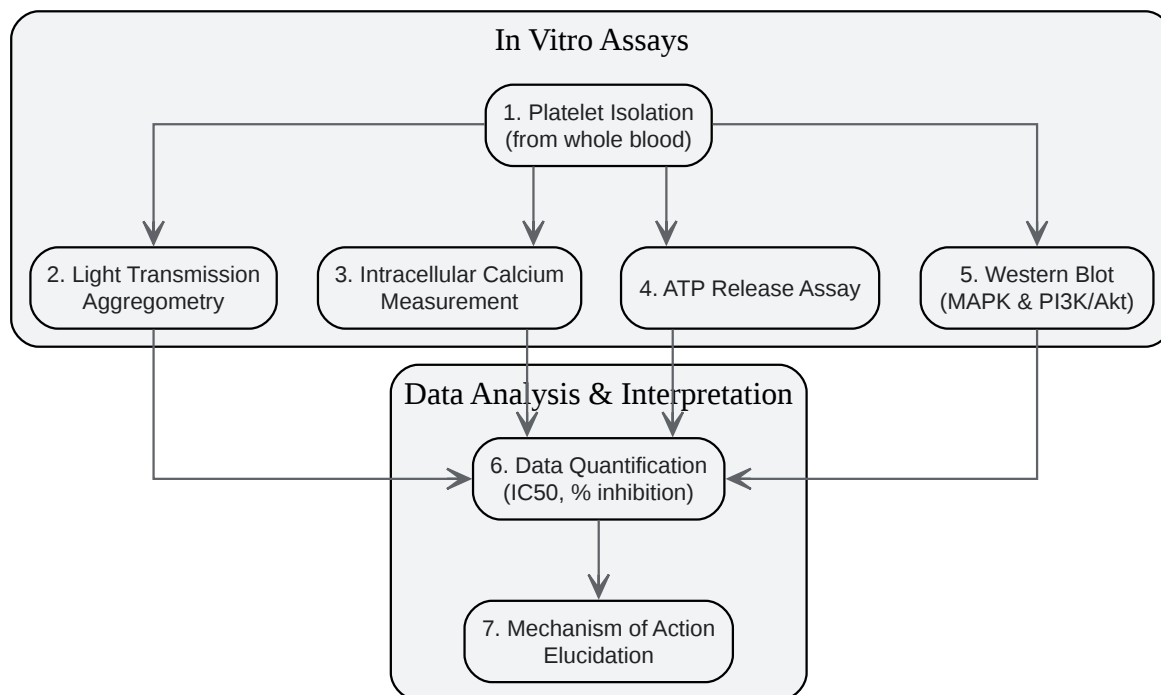 In Vitro Assays
1. Platelet Isolation
(from whole blood)
2. Light Transmission
Aggregometry
3. Intracellular Calcium
Measurement
4. ATP Release Assay
5. Western Blot
(MAPK & PI3K/Akt)
Data Analysis & Interpretation
6. Data Quantification
(IC50, % inhibition)
7. Mechanism of Action
Elucidation